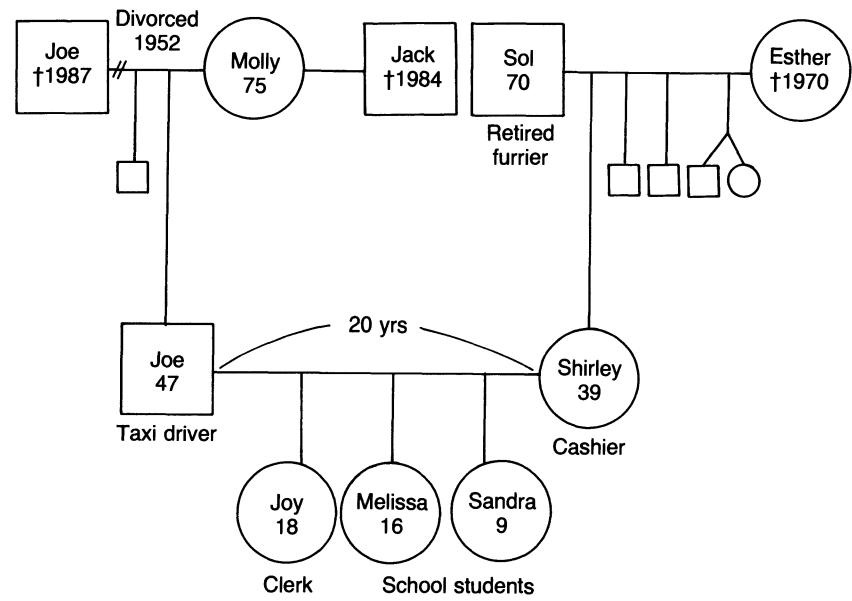 Divorced
1952
Joe
†1987
Molly
75
Jack
†1984
Sol
70
Retired
furrier
Esther
†1970
20 yrs
Joe
47
Taxi driver
Shirley
39
Cashier
Joy
18
Clerk
Melissa
16
Sandra
9
School students